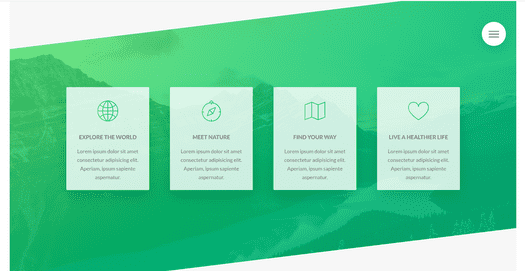 EXPLORE THE WORLD
Lorem ipsum dolor sit amet
consectetur adipisicing elit.
Aperiam, ipsum sapiente
aspernatur.
MEET NATURE
Lorem ipsum dolor sit amet
consectetur adipisicing elit.
Aperiam, ipsum sapiente
aspernatur.
FIND YOUR WAY
Lorem ipsum dolor sit amet
consectetur adipisicing elit.
Aperiam, ipsum sapiente
aspernatur.
LIVE A HEALTHIER LIFE
Lorem ipsum dolor sit amet
consectetur adipisicing elit.
Aperiam, ipsum sapiente
aspernatur.